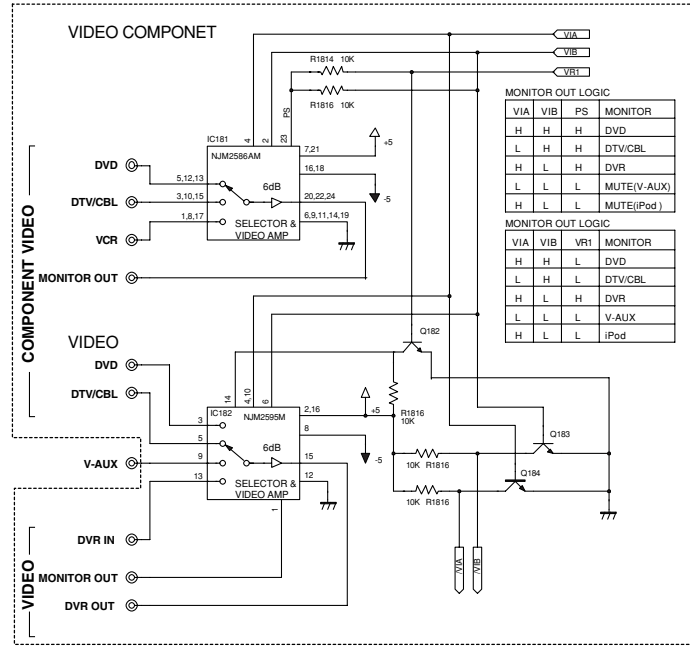 VIDEO COMPONET
VIA
VIB
VR1
R1814 10K
R1816 10K
PS
4
2
23
IC181
NJM2586AM
7,21
+5
16,18
-5
DVD
5,12,13
DTV/CBL
3,10,15
6dB
20,22,24
VCR
1,8,17
SELECTOR &
VIDEO AMP
6,9,11,14,19
MONITOR OUT
COMPONENT VIDEO
MONITOR OUT LOGIC
VIA VIB PS MONITOR
H H H DVD
L H H DTV/CBL
H L H DVR
L L L MUTE(V-AUX)
H L L MUTE(iPod )
MONITOR OUT LOGIC
VIA VIB VR1 MONITOR
H H L DVD
L H L DTV/CBL
H L H DVR
L L L V-AUX
H L L iPod
VIDEO
DVD
DTV/CBL
V-AUX
14
4,10
6
IC182
NJM2595M
3
5
9
13
2,16
+5
8
-5
6dB
15
12
SELECTOR &
VIDEO AMP
1
Q182
R1816
10K
Q183
10K R1816
Q184
10K R1816
/VIA
/VIB
VIDEO
DVR IN
MONITOR OUT
DVR OUT